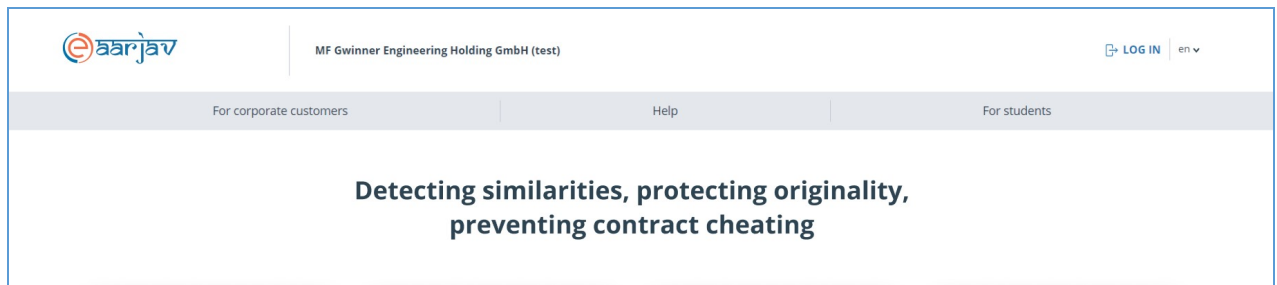 eaarjav
MF Gwinner Engineering Holding GmbH (test)
LOG IN
en
For corporate customers
Help
For students
Detecting similarities, protecting originality,
preventing contract cheating